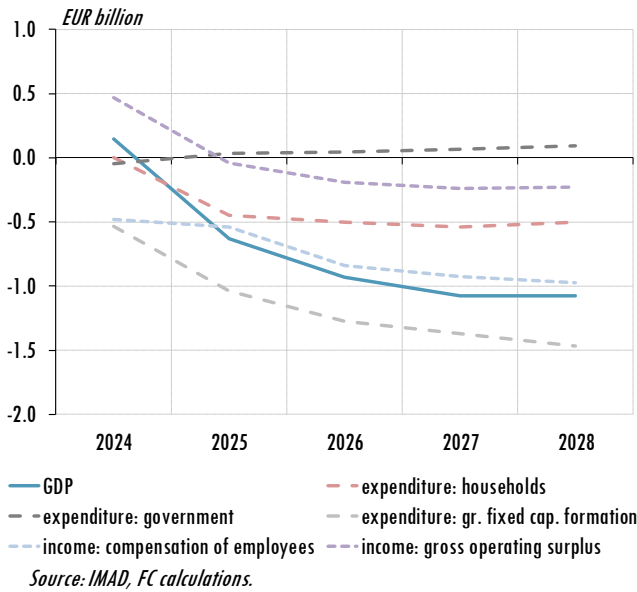 EUR billion
1.0
0.5
0.0
-0.5
-1.0
-1.5
-2.0
2024 2025 2026 2027 2028
GDP expenditure: households
expenditure: government expenditure: gr. fixed cap. formation
income: compensation of employees income: gross operating surplus
Source: IMAD, FC calculations.